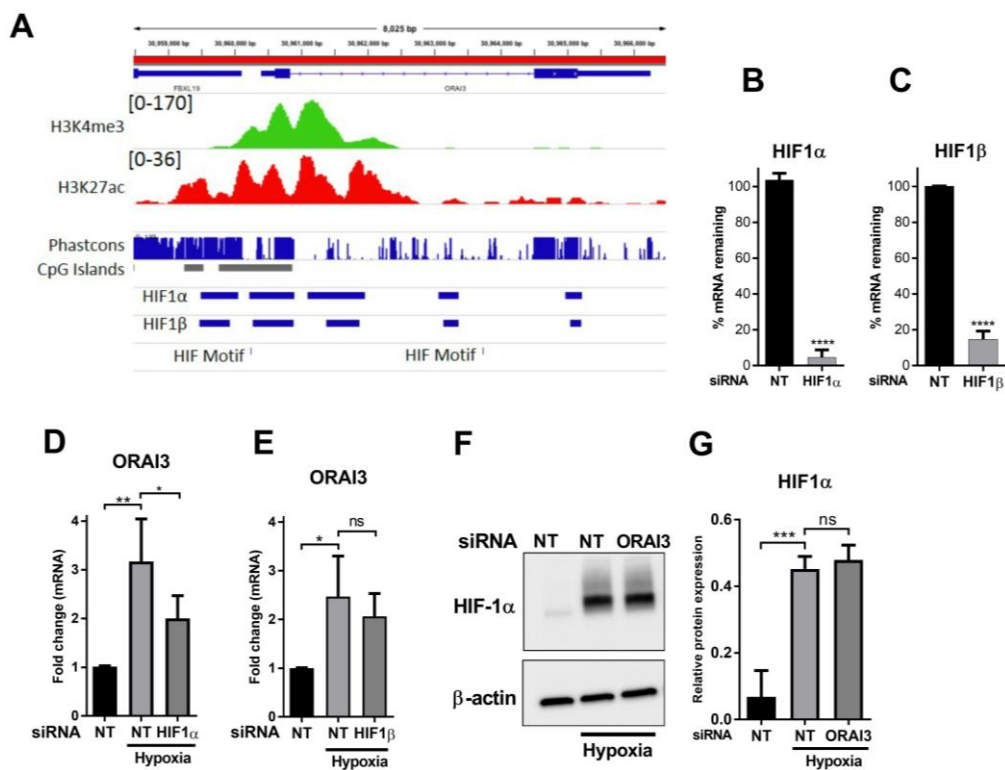 A
8,025 bp
30,959,000 bp 30,960,000 bp 30,961,000 bp 30,962,000 bp 30,963,000 bp 30,964,000 bp 30,965,000 bp 30,966,000 bp
FBXL19 ORAI3
[0-170]
H3K4me3
[0-36]
H3K27ac
Phastcons
CpG Islands
HIF1α
HIF1β
HIF Motif HIF Motif
B
HIF1α
% mRNA remaining
100
80
60
40
20
0
****
siRNA NT HIF1α
C
HIF1β
% mRNA remaining
100
80
60
40
20
0
****
siRNA NT HIF1β
D
ORAI3
Fold change (mRNA)
4
3
2
1
0
** *
siRNA NT NT HIF1α
Hypoxia
E
ORAI3
Fold change (mRNA)
4
3
2
1
0
* ns
siRNA NT NT HIF1β
Hypoxia
F
siRNA NT NT ORAI3
HIF-1α
β-actin
Hypoxia
G
HIF1α
Relative protein expression
0.6
0.4
0.2
0.0
*** ns
siRNA NT NT ORAI3
Hypoxia